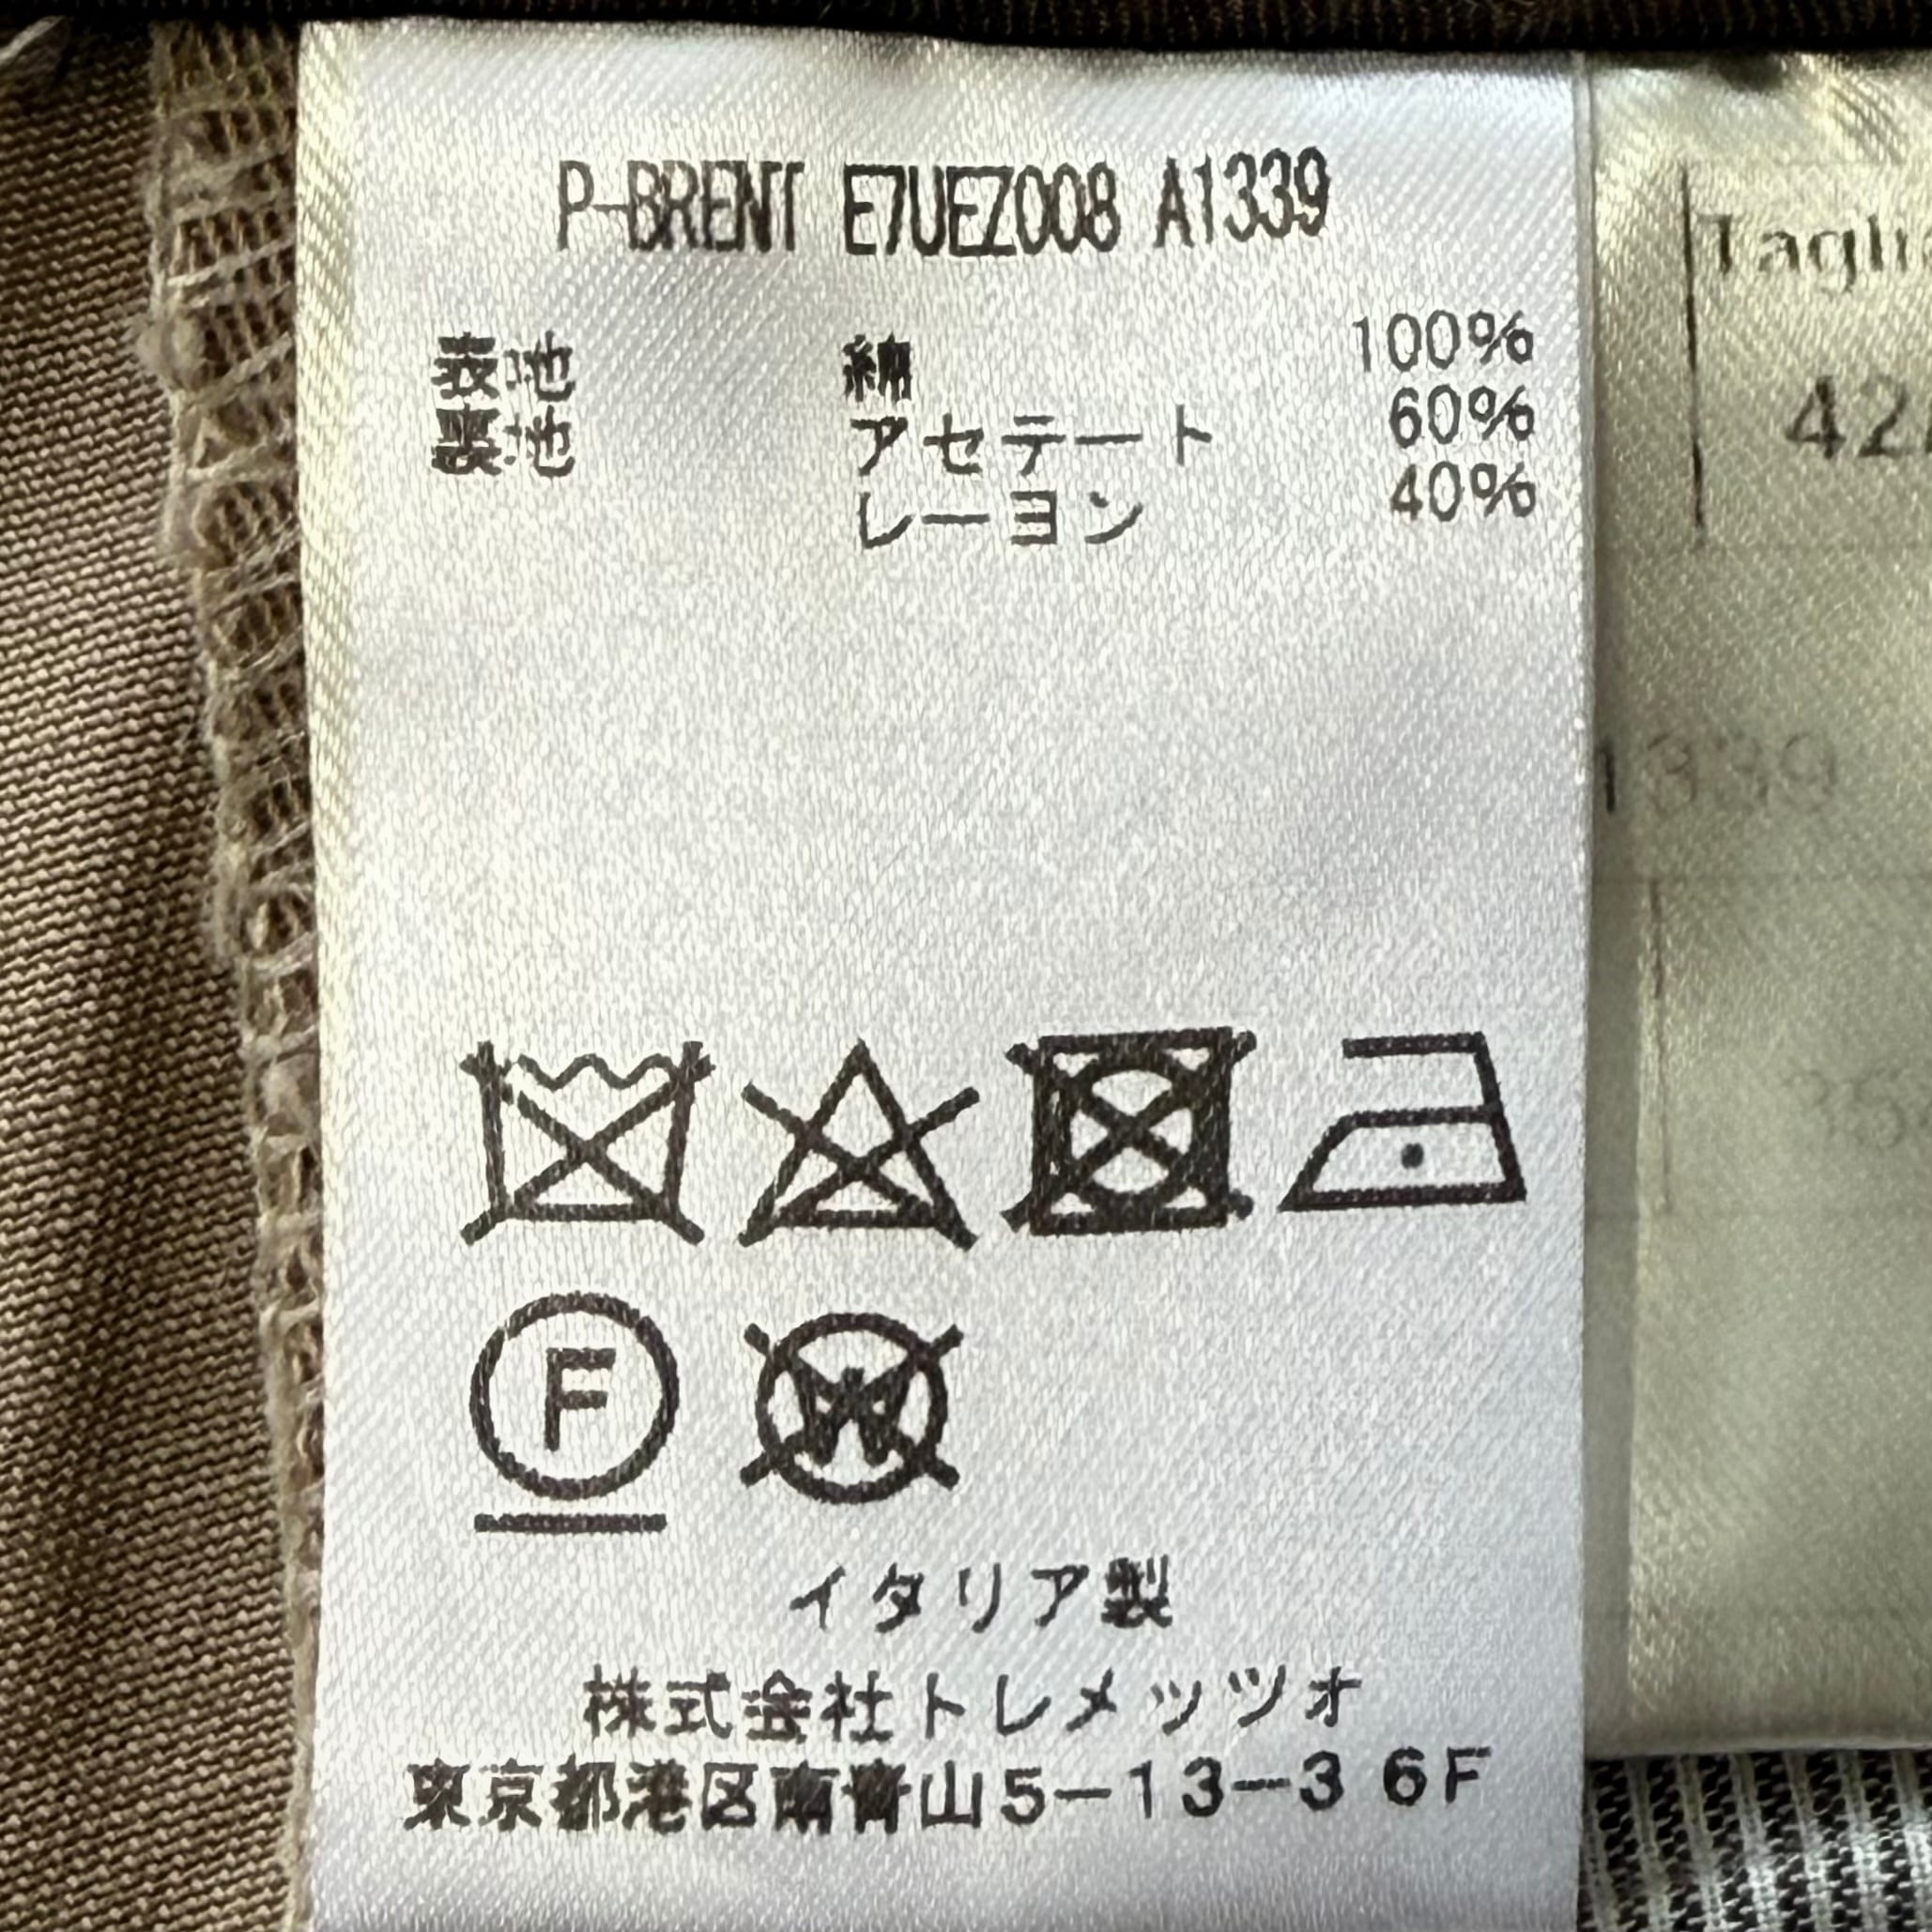 P-BRENT E7UEZ008 A1339
表地 綿 100%
裏地 アセテート 60%
レーヨン 40%
F
W
イタリア製
株式会社トレメッツォ
東京都港区南青山5-13-3 6F
42
1339